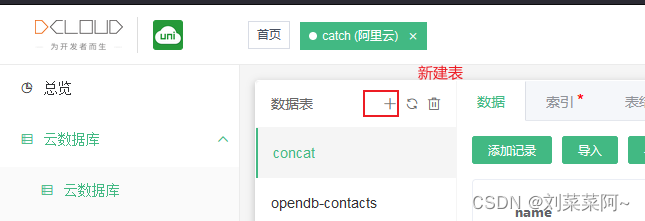 DCLOUD
为开发者而生
uni
首页
catch (阿里云) ×
新建表
总览
云数据库
云数据库
数据表
concat
opendb-contacts
数据
索引 *
表结
添加记录
导入
name
CSDN @刘菜菜阿~